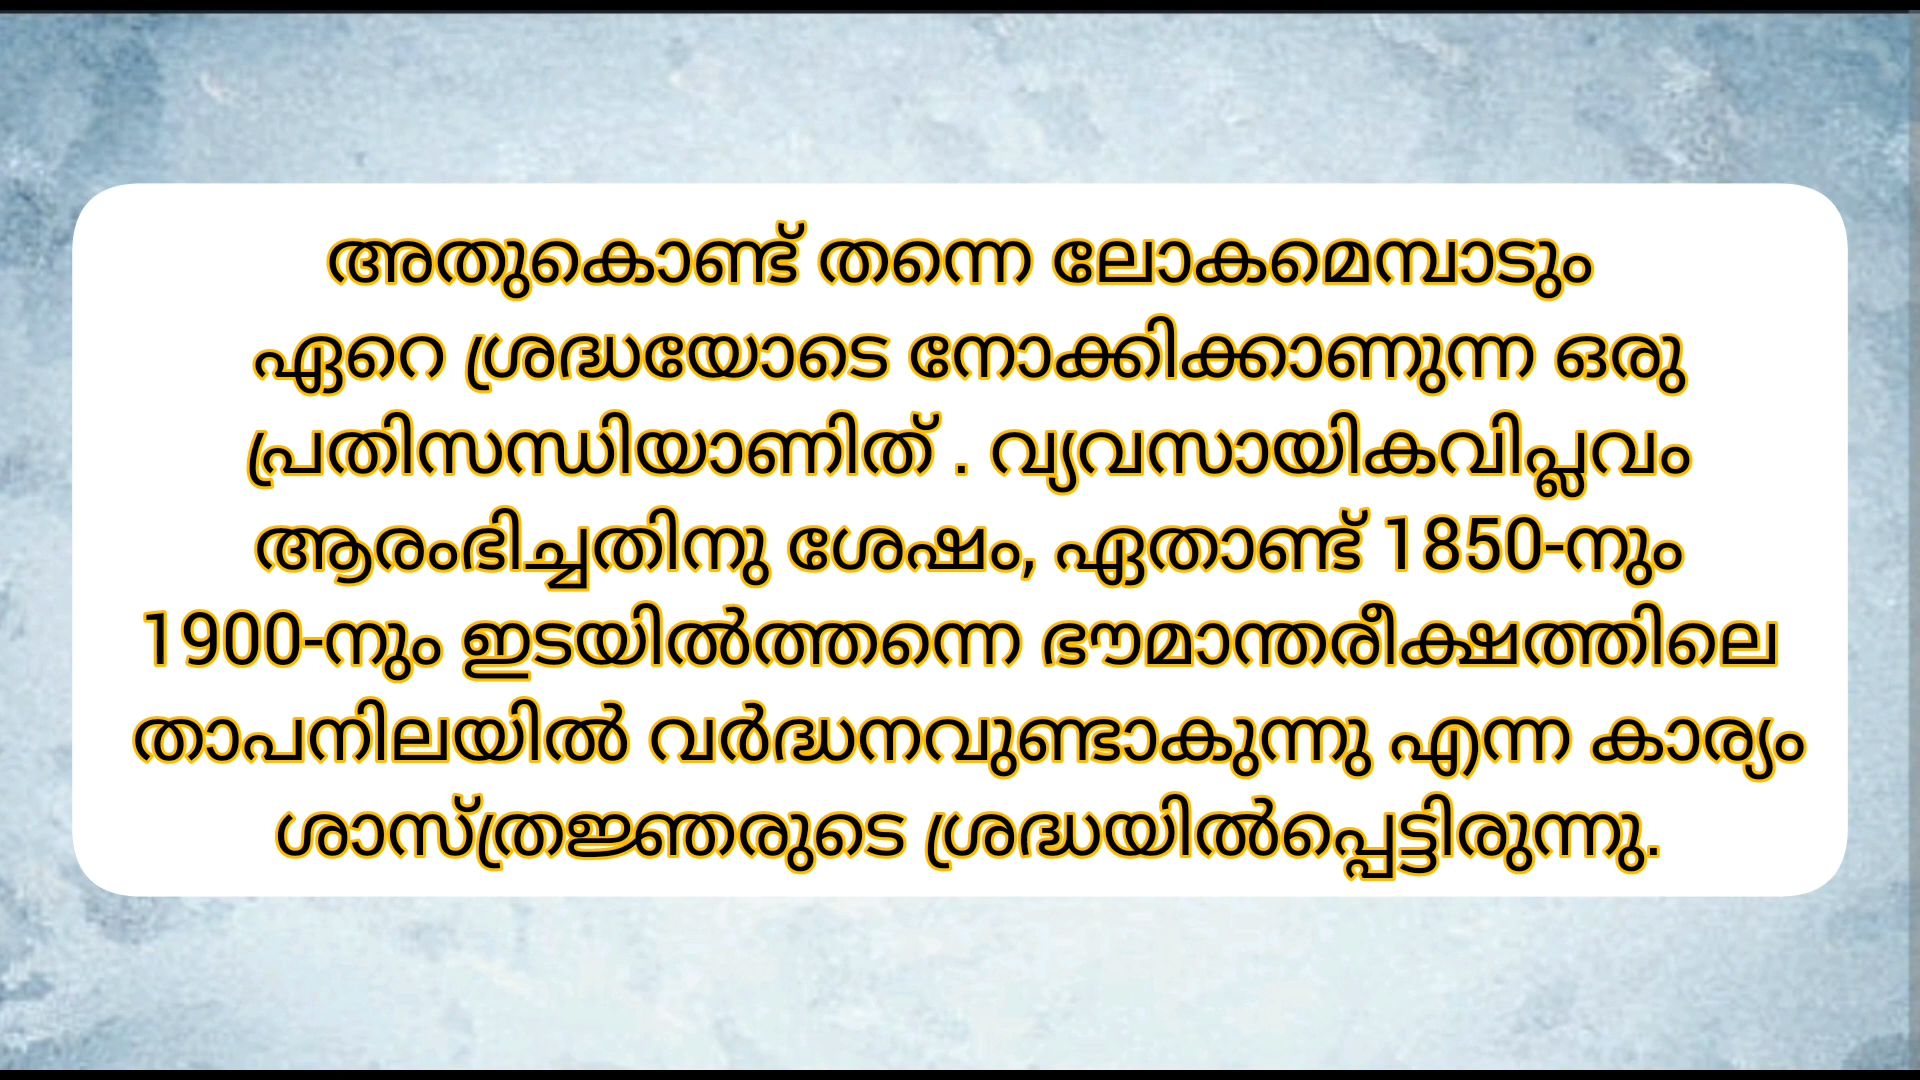 അതുകൊണ്ട് തന്നെ ലോകമെമ്പാടും
ഏറെ ശ്രദ്ധയോടെ നോക്കിക്കാണുന്ന ഒരു
പ്രതിസന്ധിയാണിത് . വ്യവസായികവിപ്ലവം
ആരംഭിച്ചതിനു ശേഷം, ഏതാണ്ട് 1850-നും
1900-നും ഇടയിൽത്തന്നെ ഭൗമാന്തരീക്ഷത്തിലെ
താപനിലയിൽ വർദ്ധനവുണ്ടാകുന്നു എന്ന കാര്യം
ശാസ്ത്രജ്ഞരുടെ ശ്രദ്ധയിൽപ്പെട്ടിരുന്നു.